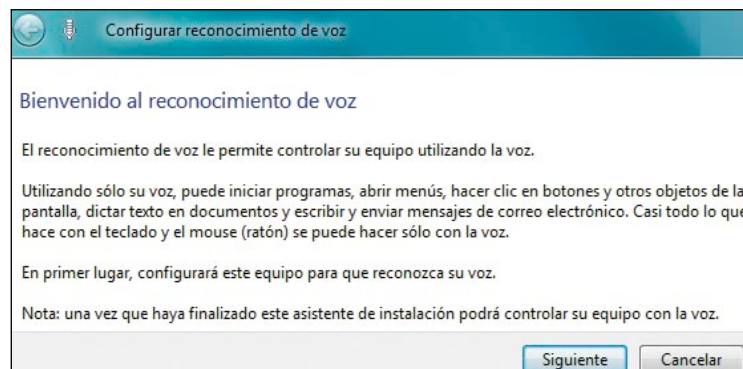 Configurar reconocimiento de voz
Bienvenido al reconocimiento de voz
El reconocimiento de voz le permite controlar su equipo utilizando la voz.
Utilizando sólo su voz, puede iniciar programas, abrir menús, hacer clic en botones y otros objetos de la
pantalla, dictar texto en documentos y escribir y enviar mensajes de correo electrónico. Casi todo lo que
hace con el teclado y el mouse (ratón) se puede hacer sólo con la voz.
En primer lugar, configurará este equipo para que reconozca su voz.
Nota: una vez que haya finalizado este asistente de instalación podrá controlar su equipo con la voz.
Siguiente Cancelar